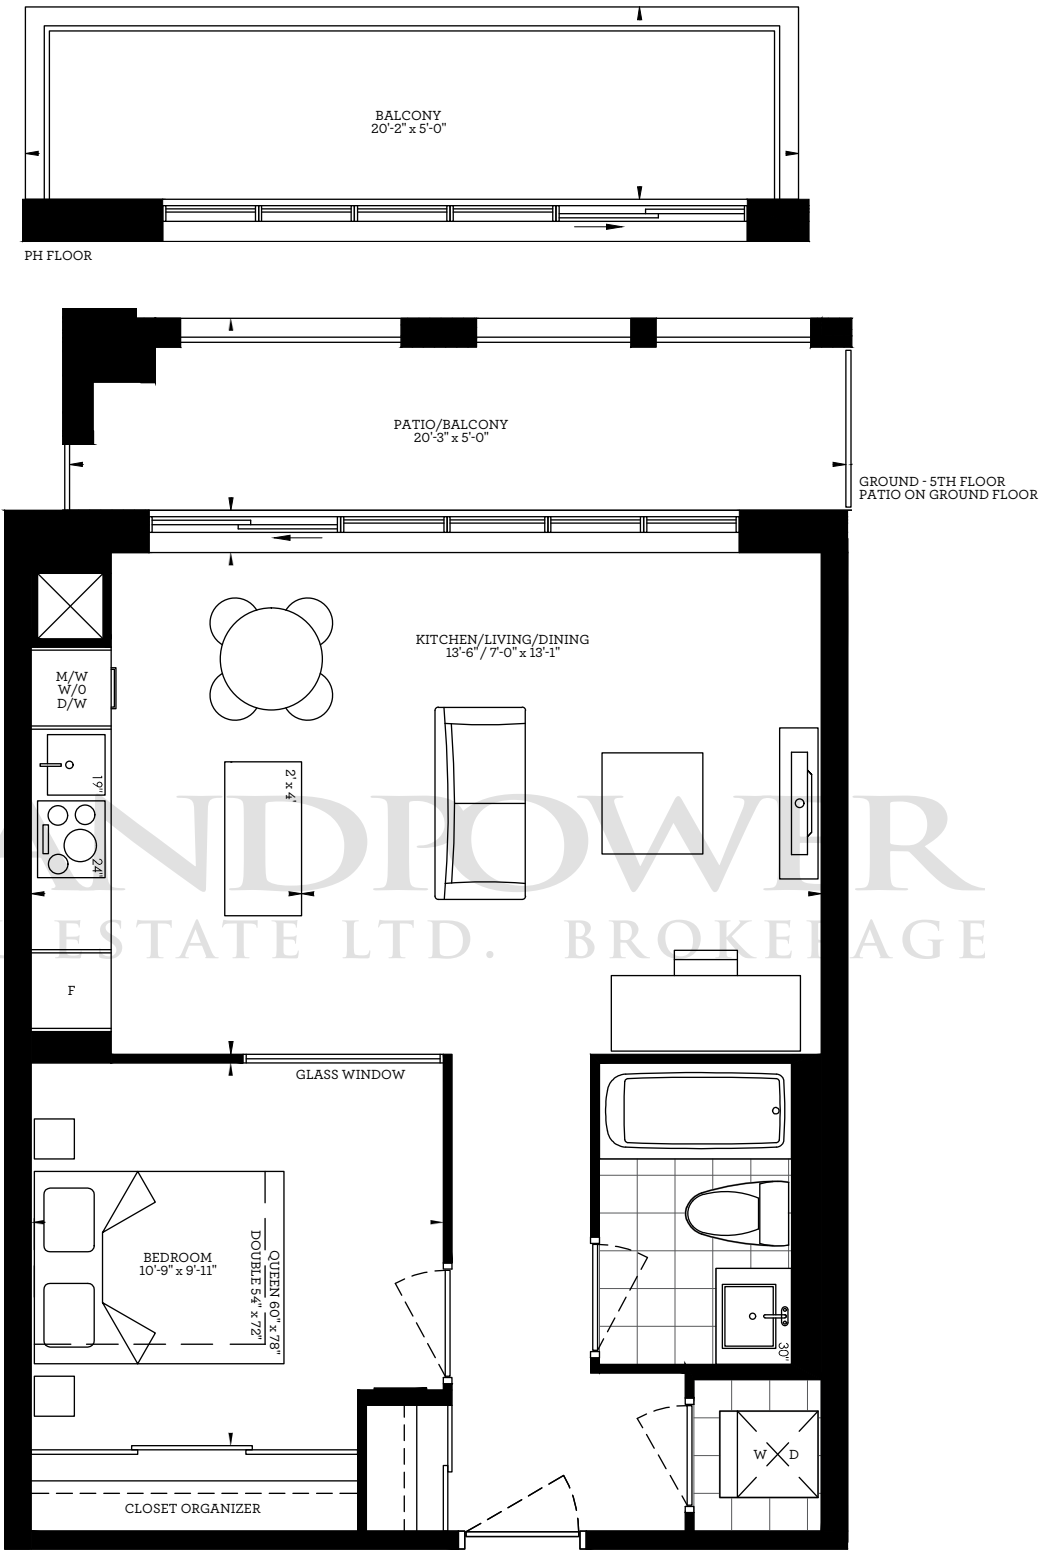 BALCONY
20'-2" x 5'-0"
PH FLOOR
PATIO/BALCONY
20'-3" x 5'-0"
GROUND - 5TH FLOOR
PATIO ON GROUND FLOOR
KITCHEN/LIVING/DINING
13'-6" / 7'-0" x 13'-1"
M/W
W/0
D/W
19"
2' x 4'
24"
ANDPOWER
ESTATE LTD. BROKERAGE
F
GLASS WINDOW
BEDROOM
10'-9" x 9'-11"
QUEEN 60" x 78"
DOUBLE 54" x 72"
30"
W D
CLOSET ORGANIZER